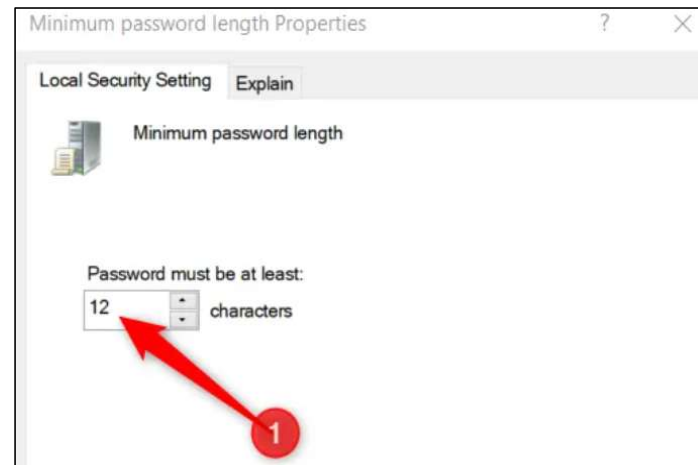 Minimum password length Properties ?
Local Security Setting Explain
Minimum password length
Password must be at least:
12 characters
1